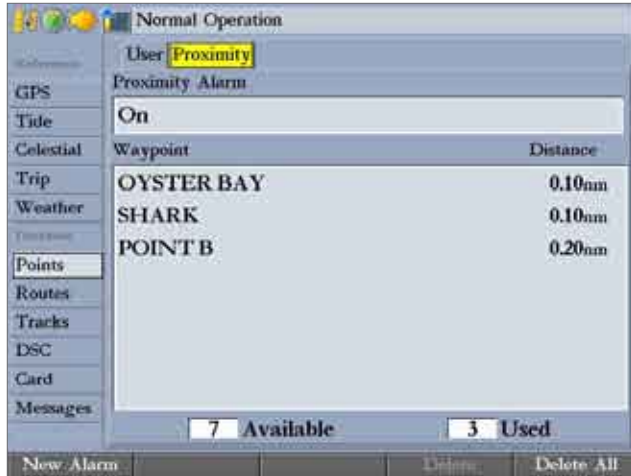 Normal Operation
User Proximity
Proximity Alarm
On
Waypoint Distance
OYSTER BAY 0.10nm
SHARK 0.10nm
POINT B 0.20nm
7 Available 3 Used
GPS
Tide
Celestial
Trip
Weather
Points
Routes
Tracks
DSC
Card
Messages
New Alarm Delete Delete All